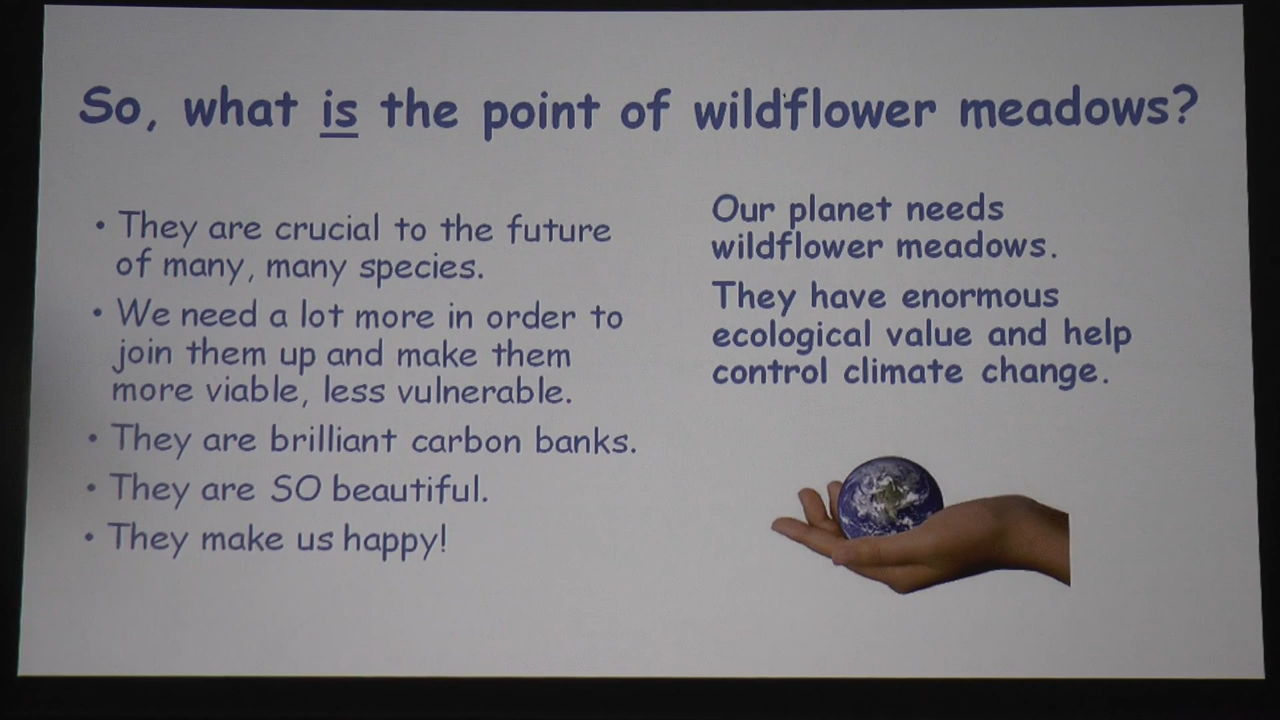 So, what is the point of wildflower meadows?
• They are crucial to the future
of many, many species.
• We need a lot more in order to
join them up and make them
more viable, less vulnerable.
• They are brilliant carbon banks.
• They are SO beautiful.
• They make us happy!
Our planet needs
wildflower meadows.
They have enormous
ecological value and help
control climate change.